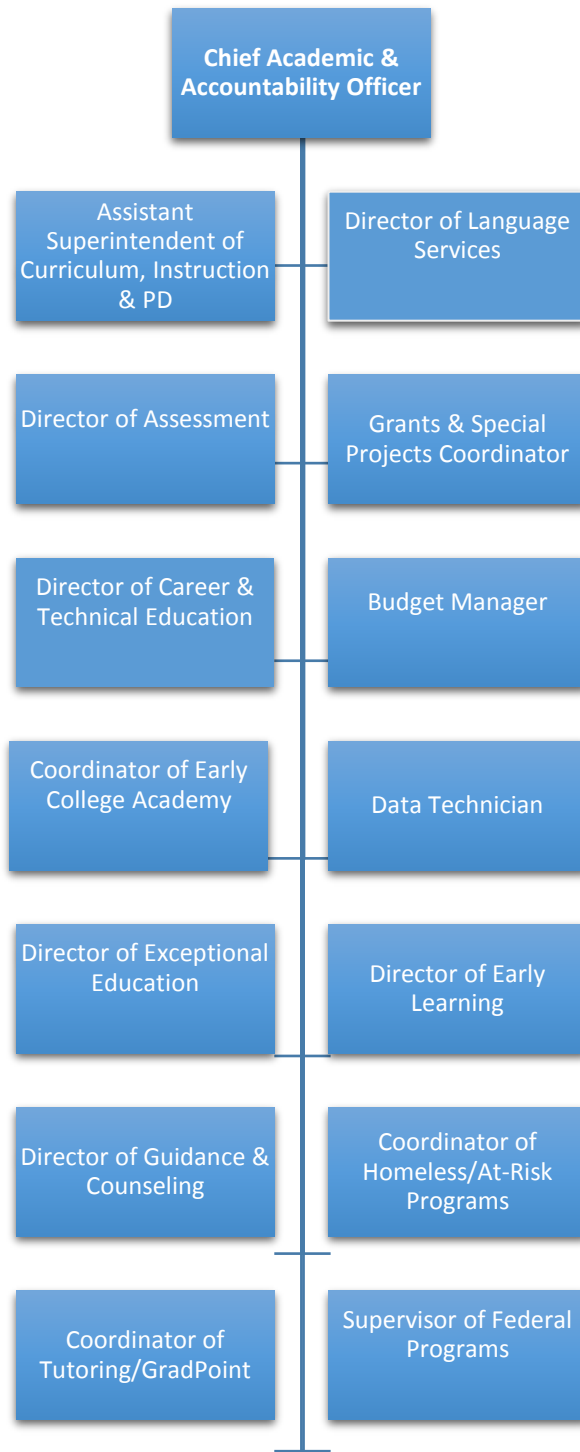 Chief Academic &
Accountability Officer
Assistant
Superintendent of
Curriculum, Instruction
& PD
Director of Language
Services
Director of Assessment
Grants & Special
Projects Coordinator
Director of Career &
Technical Education
Budget Manager
Coordinator of Early
College Academy
Data Technician
Director of Exceptional
Education
Director of Early
Learning
Director of Guidance &
Counseling
Coordinator of
Homeless/At-Risk
Programs
Coordinator of
Tutoring/GradPoint
Supervisor of Federal
Programs